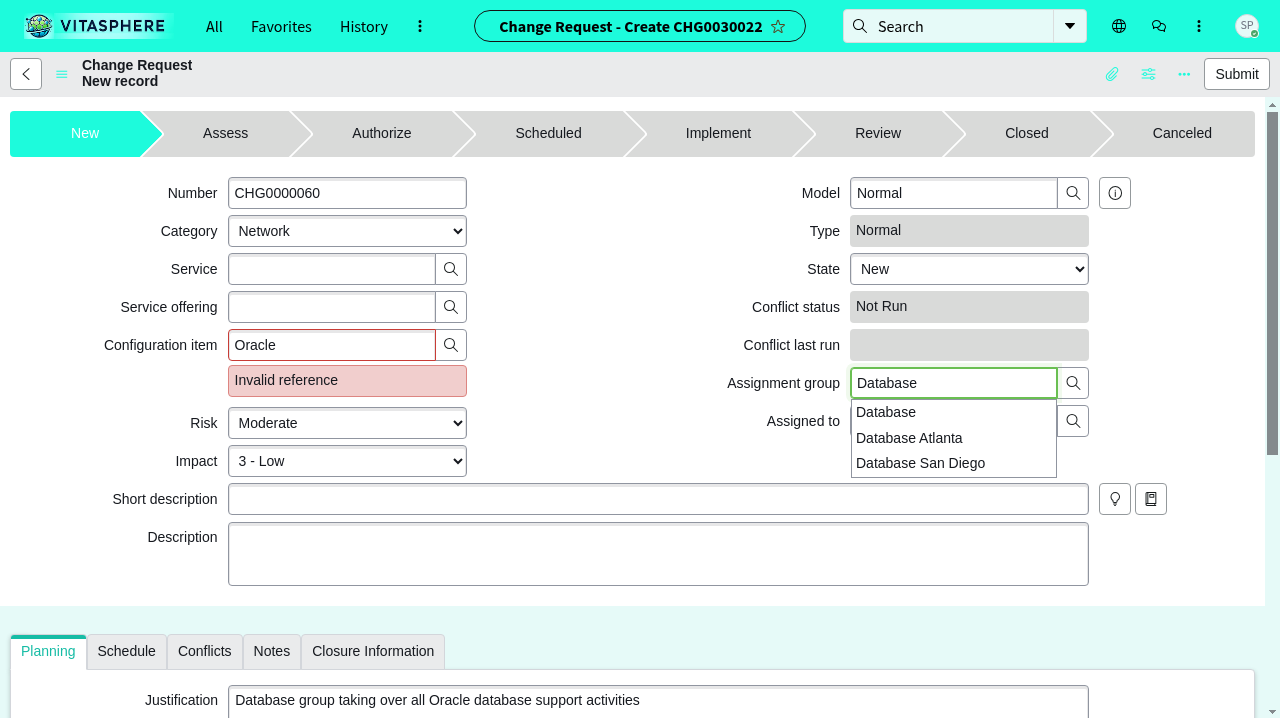 VITASPHERE
All
Favorites
History
Change Request - Create CHG0030022
Search
SP
Change Request
New record
Submit
New
Assess
Authorize
Scheduled
Implement
Review
Closed
Canceled
Number
CHG0000060
Category
Network
Service
Service offering
Configuration item
Oracle
Invalid reference
Risk
Moderate
Impact
3 - Low
Model
Normal
Type
Normal
State
New
Conflict status
Not Run
Conflict last run
Assignment group
Database
Database
Database Atlanta
Database San Diego
Assigned to
Short description
Description
Planning
Schedule
Conflicts
Notes
Closure Information
Justification
Database group taking over all Oracle database support activities